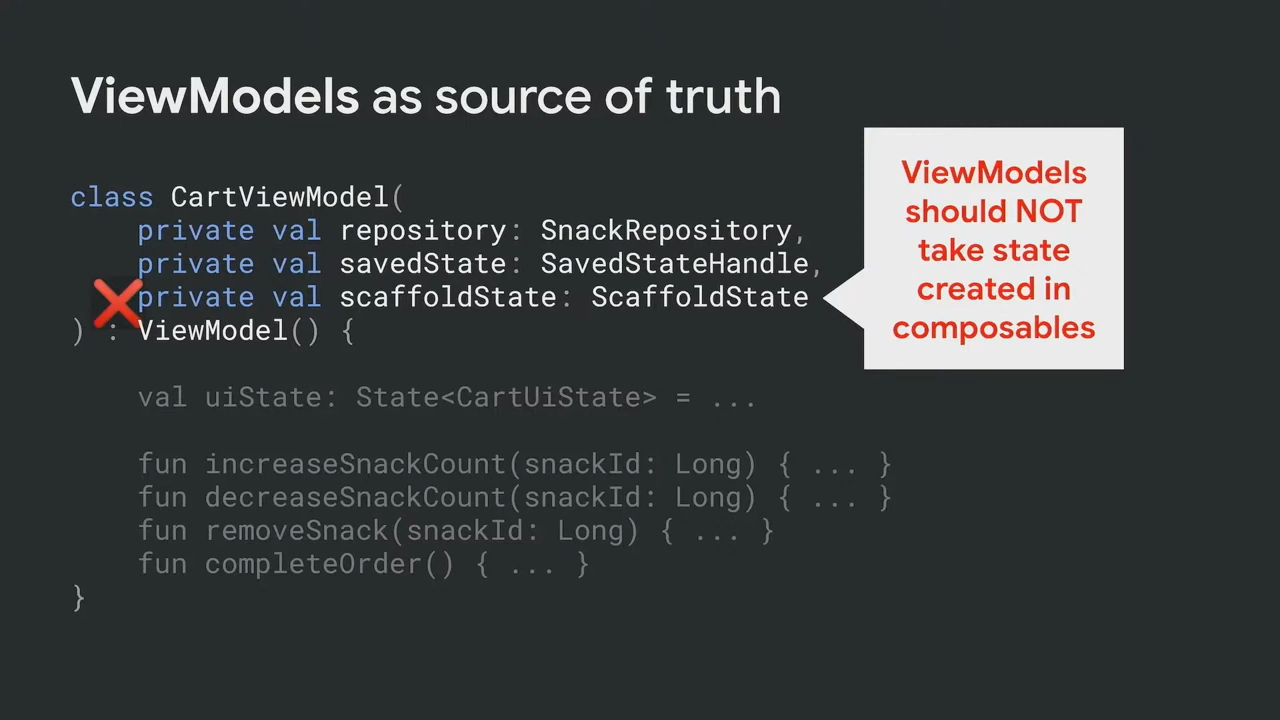 ViewModels as source of truth
class CartViewModel(
private val repository: SnackRepository,
private val savedState: SavedStateHandle,
private val scaffoldState: ScaffoldState
) : ViewModel() {
val uiState: State<CartUiState> = ...
fun increaseSnackCount(snackId: Long) { ... }
fun decreaseSnackCount(snackId: Long) { ... }
fun removeSnack(snackId: Long) { ... }
fun completeOrder() { ... }
}
ViewModels
should NOT
take state
created in
composables